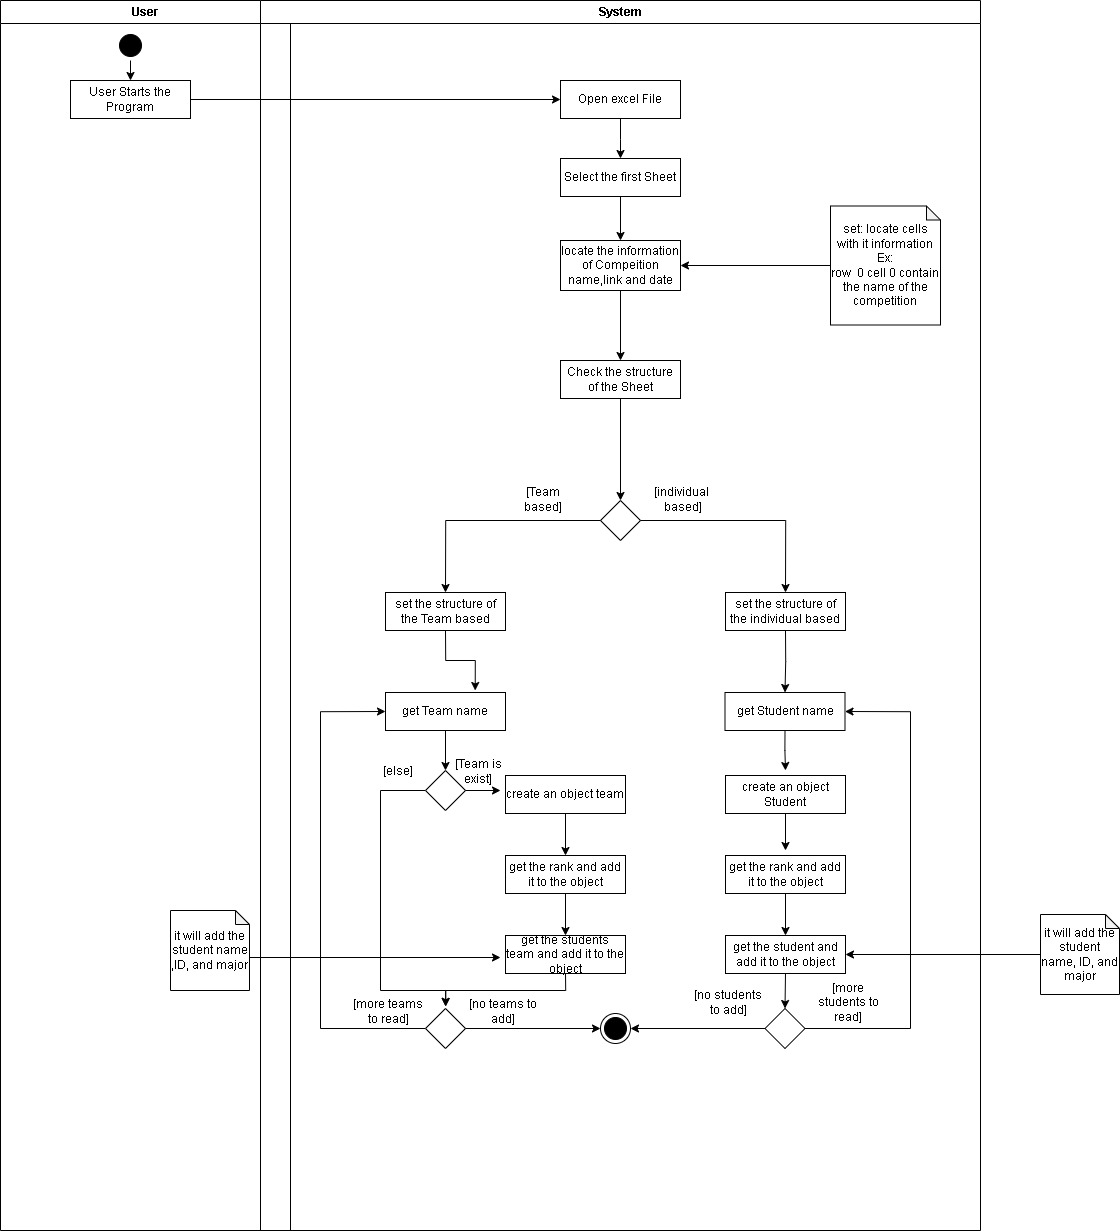 User
System
User Starts the
Program
Open excel File
Select the first Sheet
locate the information
of Compeition
name,link and date
set: locate cells
with it information
Ex:
row 0 cell 0 contain
the name of the
competition
Check the structure
of the Sheet
[Team
based]
[individual
based]
set the structure of
the Team based
set the structure of
the individual based
get Team name
get Student name
[else]
[Team is
exist]
create an object team
create an object
Student
get the rank and add
it to the object
get the rank and add
it to the object
it will add the
student name
,ID, and major
get the students
team and add it to the
object
get the student and
add it to the object
it will add the
student
name, ID, and
major
[more teams
to read]
[no teams to
add]
[no students
to add]
[more
students to
read]